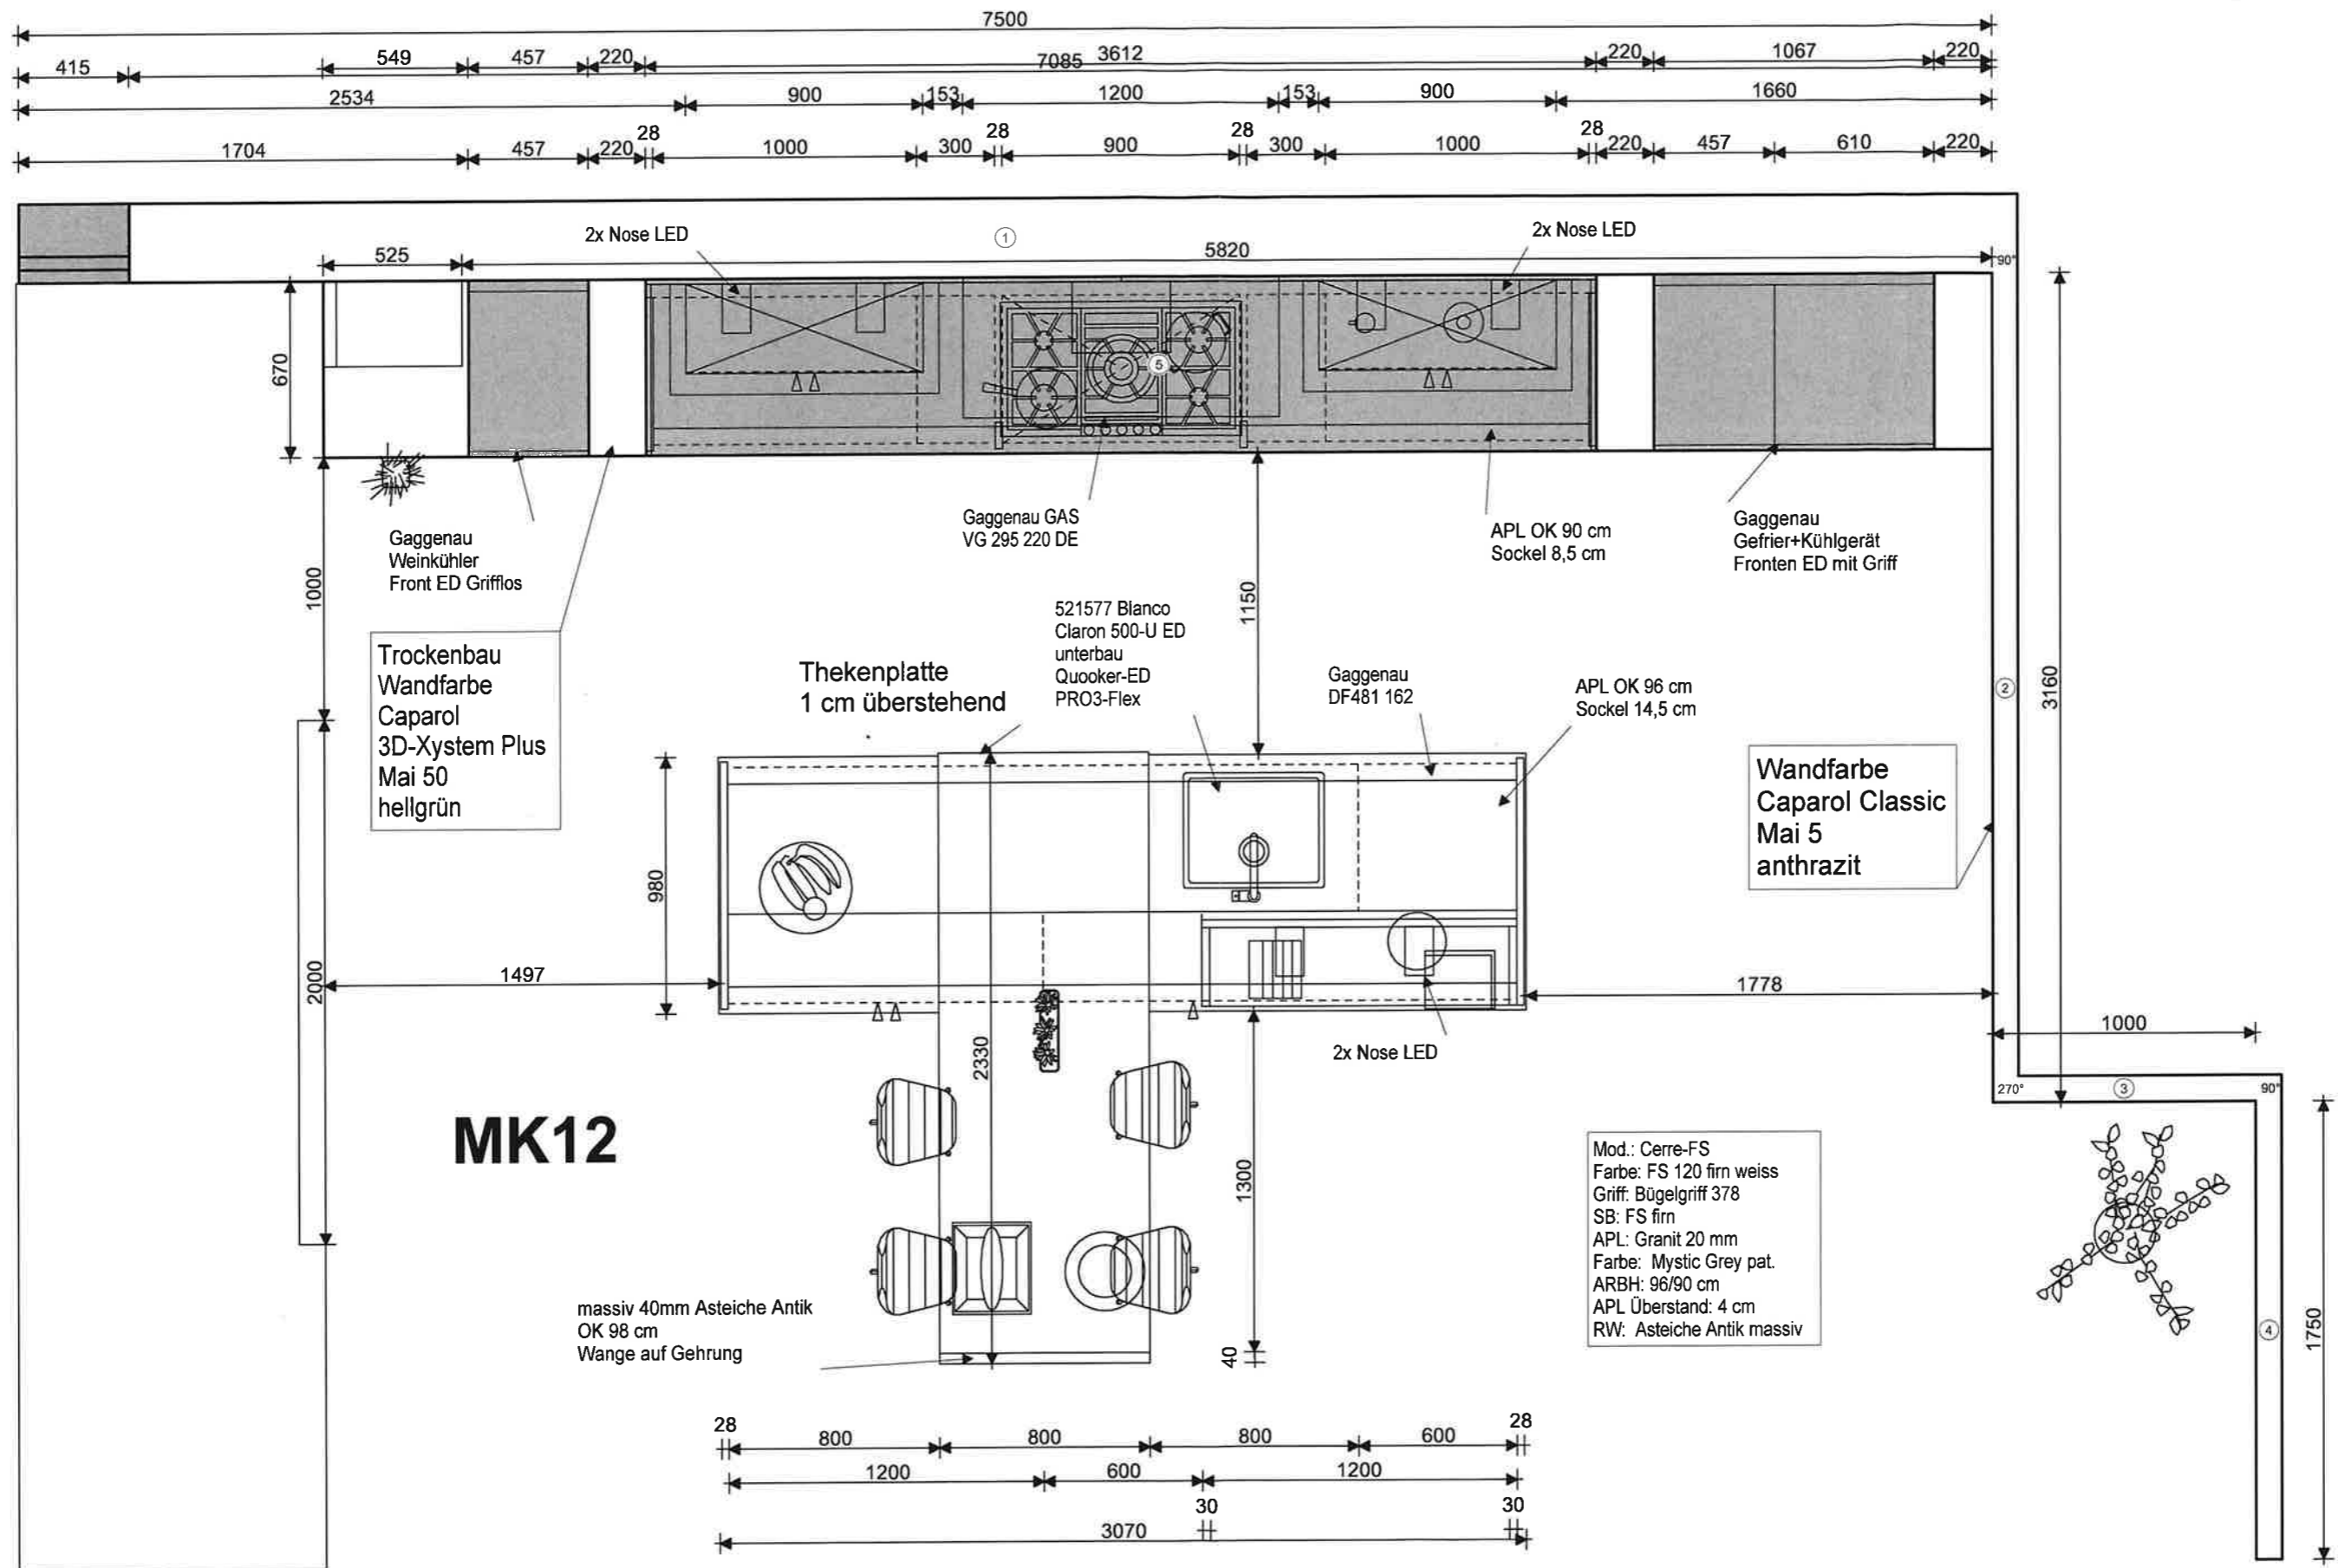 7500
415
549
457
220
7085
3612
220
1067
220
2534
900
153
1200
153
900
1660
1704
457
220
28
1000
300
28
900
28
300
1000
28
220
457
610
220
2x Nose LED
1
2x Nose LED
525
5820
90°
670
5
Gaggenau
Weinkühler
Front ED Grifflos
Gaggenau GAS
VG 295 220 DE
APL OK 90 cm
Sockel 8,5 cm
Gaggenau
Gefrier+Kühlgerät
Fronten ED mit Griff
1000
1150
3160
2
Trockenbau
Wandfarbe
Caparol
3D-Xystem Plus
Mai 50
hellgrün
Thekenplatte
1 cm überstehend
521577 Blanco
Claron 500-U ED
unterbau
Quooker-ED
PRO3-Flex
Gaggenau
DF481 162
APL OK 96 cm
Sockel 14,5 cm
Wandfarbe
Caparol Classic
Mai 5
anthrazit
980
2000
1497
1778
1000
2330
2x Nose LED
270°
3
90°
MK12
1300
Mod.: Cerre-FS
Farbe: FS 120 firn weiss
Griff: Bügelgriff 378
SB: FS firn
APL: Granit 20 mm
Farbe: Mystic Grey pat.
ARBH: 96/90 cm
APL Überstand: 4 cm
RW: Asteiche Antik massiv
massiv 40mm Asteiche Antik
OK 98 cm
Wange auf Gehrung
40
4
1750
28
800
800
800
600
28
1200
600
1200
30
30
3070